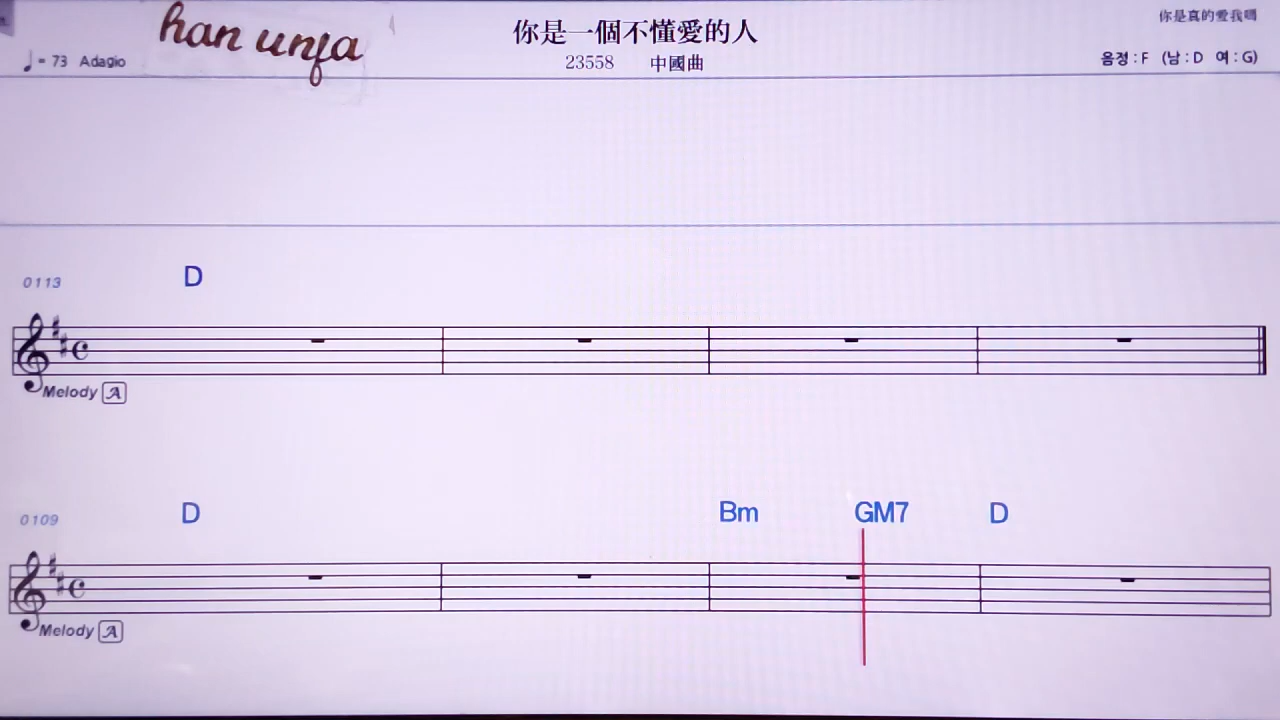 han unfa
你是一個不懂愛的人
你是真的愛我嗎
♩= 73 Adagio
23558 中國曲
음정 : F (남 : D 여 : G)
0113 D
Melody A
0109 D Bm GM7 D
Melody A